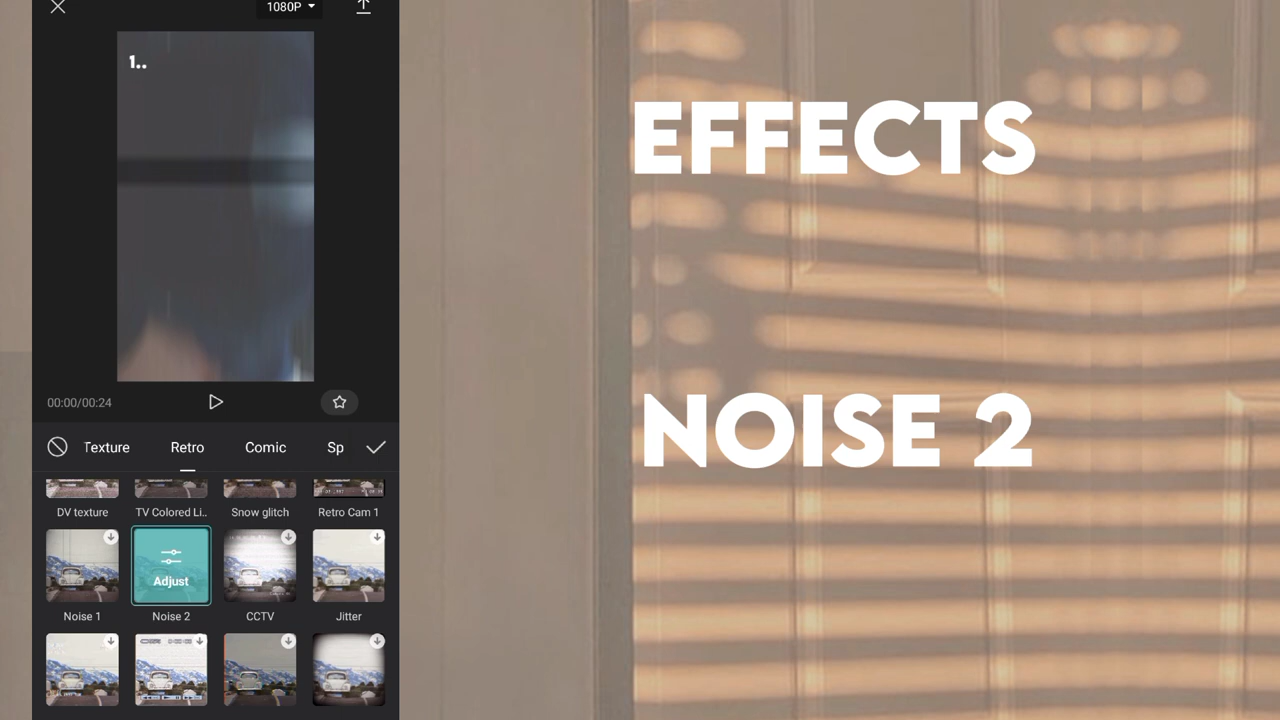 1080P
1..
00:00/00:24
Texture
Retro
Comic
Sp
DV texture
TV Colored Li..
Snow glitch
Retro Cam 1
Adjust
Noise 1
Noise 2
CCTV
Jitter
EFFECTS
NOISE 2